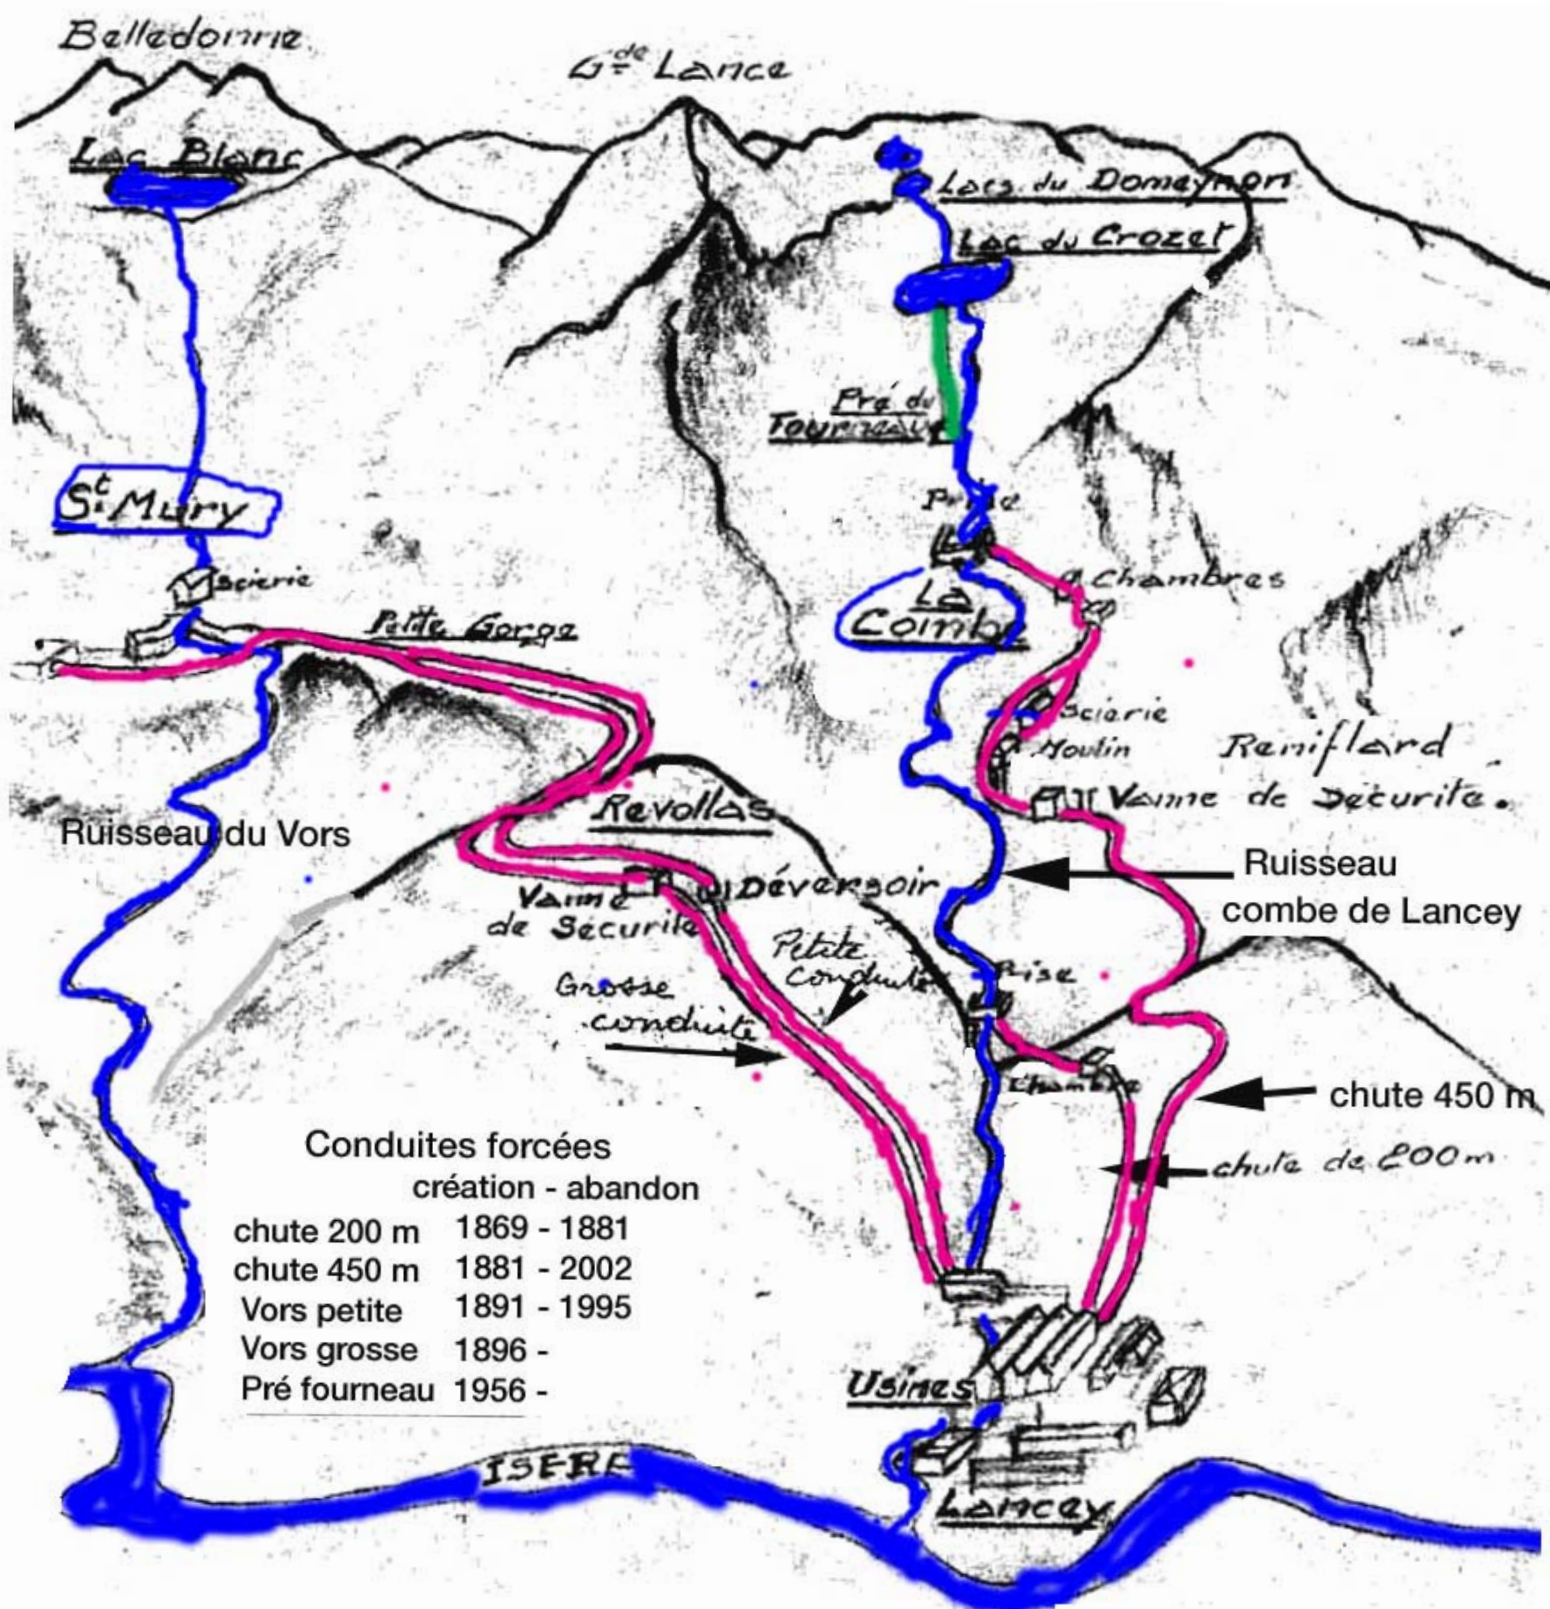 Belledonne
Gde Lance
Lac Blanc
Lacs du Domeynon
Lac du Crozet
Pré du
Fourneau
St Mury
Prise
Scierie
Chambres
La
Combe
Petite Gorge
Scierie
Moulin
Reniflard
Vanne de Sécurité.
Revollas
Ruisseau du Vors
Ruisseau
combe de Lancey
Vanne
de Sécurité
Déversoir
Petite
conduite
Grosse
conduite
Prise
Chambre
chute 450 m
chute de 200 m
Conduites forcées
création - abandon
chute 200 m 1869 - 1881
chute 450 m 1881 - 2002
Vors petite 1891 - 1995
Vors grosse 1896 -
Pré fourneau 1956 -
Usines
ISERE
Lancey